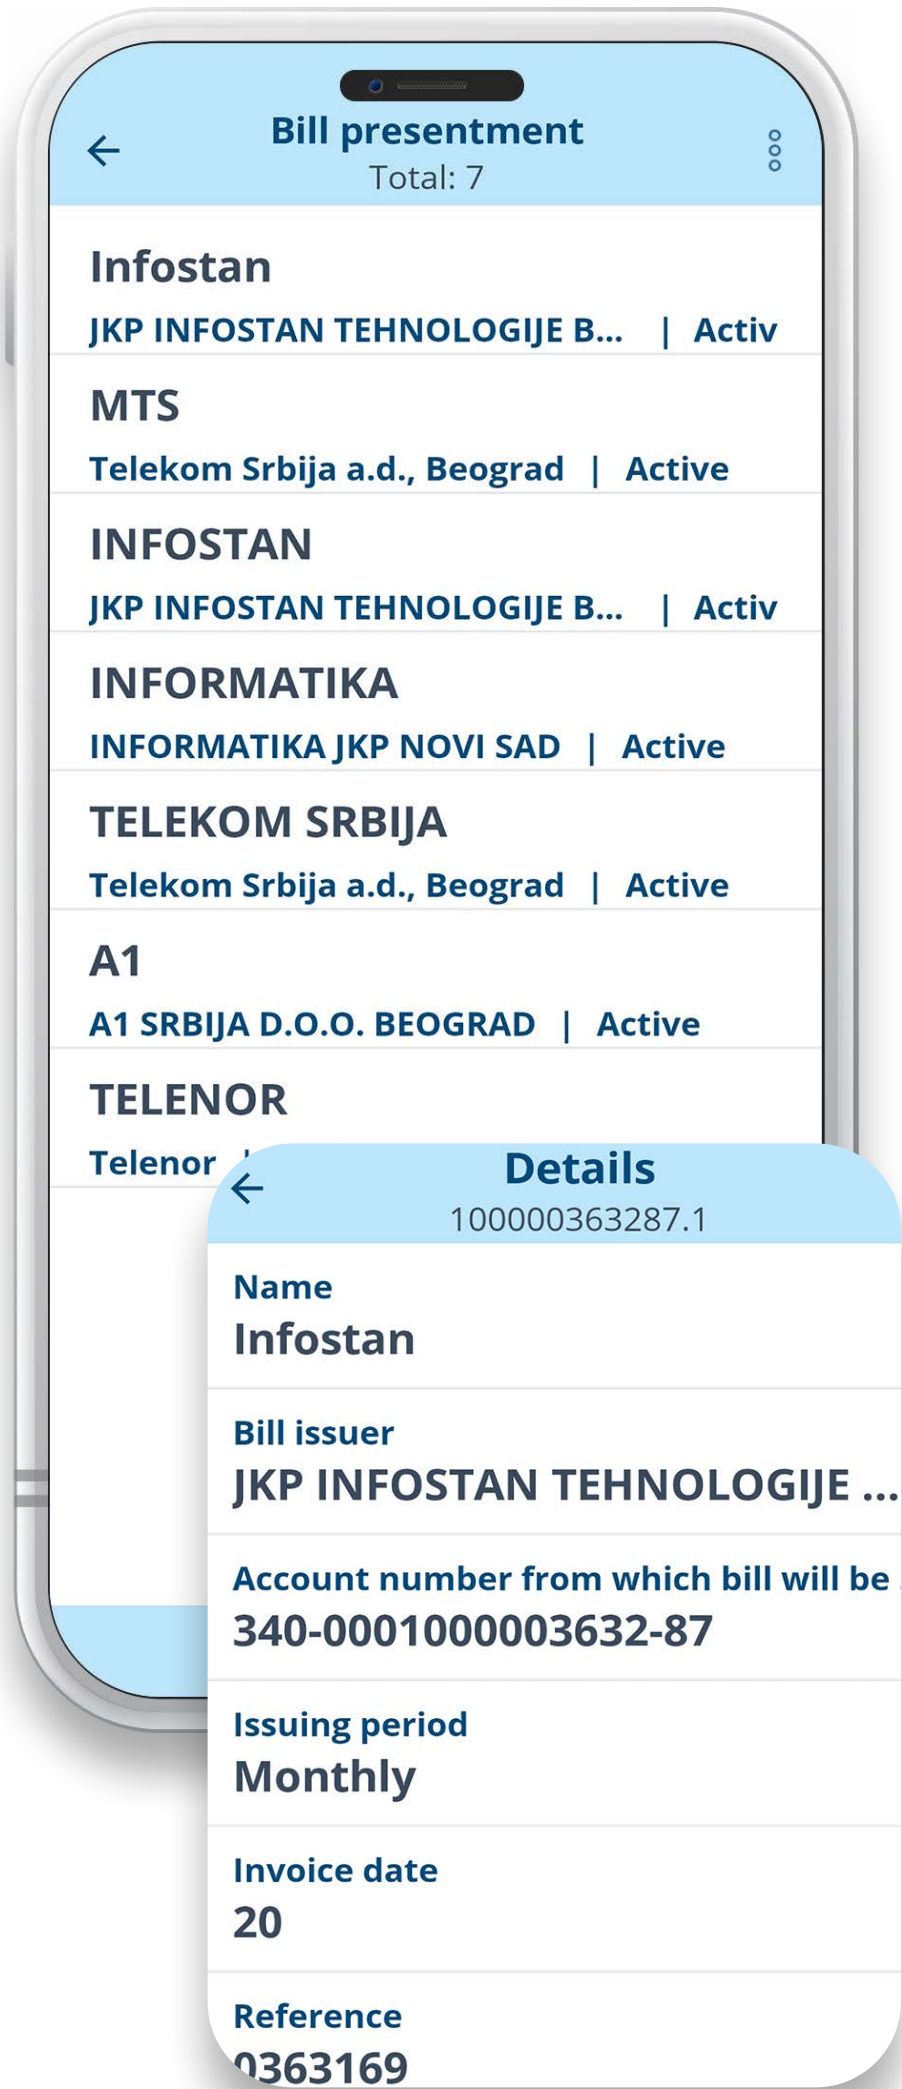 Bill presentment
Total: 7
Infostan
JKP INFOSTAN TEHNOLOGIJE B... | Activ
MTS
Telekom Srbija a.d., Beograd | Active
INFOSTAN
JKP INFOSTAN TEHNOLOGIJE B... | Activ
INFORMATIKA
INFORMATIKA JKP NOVI SAD | Active
TELEKOM SRBIJA
Telekom Srbija a.d., Beograd | Active
A1
A1 SRBIJA D.O.O. BEOGRAD | Active
TELENOR
Telenor |
Details
100000363287.1
Name
Infostan
Bill issuer
JKP INFOSTAN TEHNOLOGIJE ...
Account number from which bill will be
340-0001000003632-87
Issuing period
Monthly
Invoice date
20
Reference
0363169